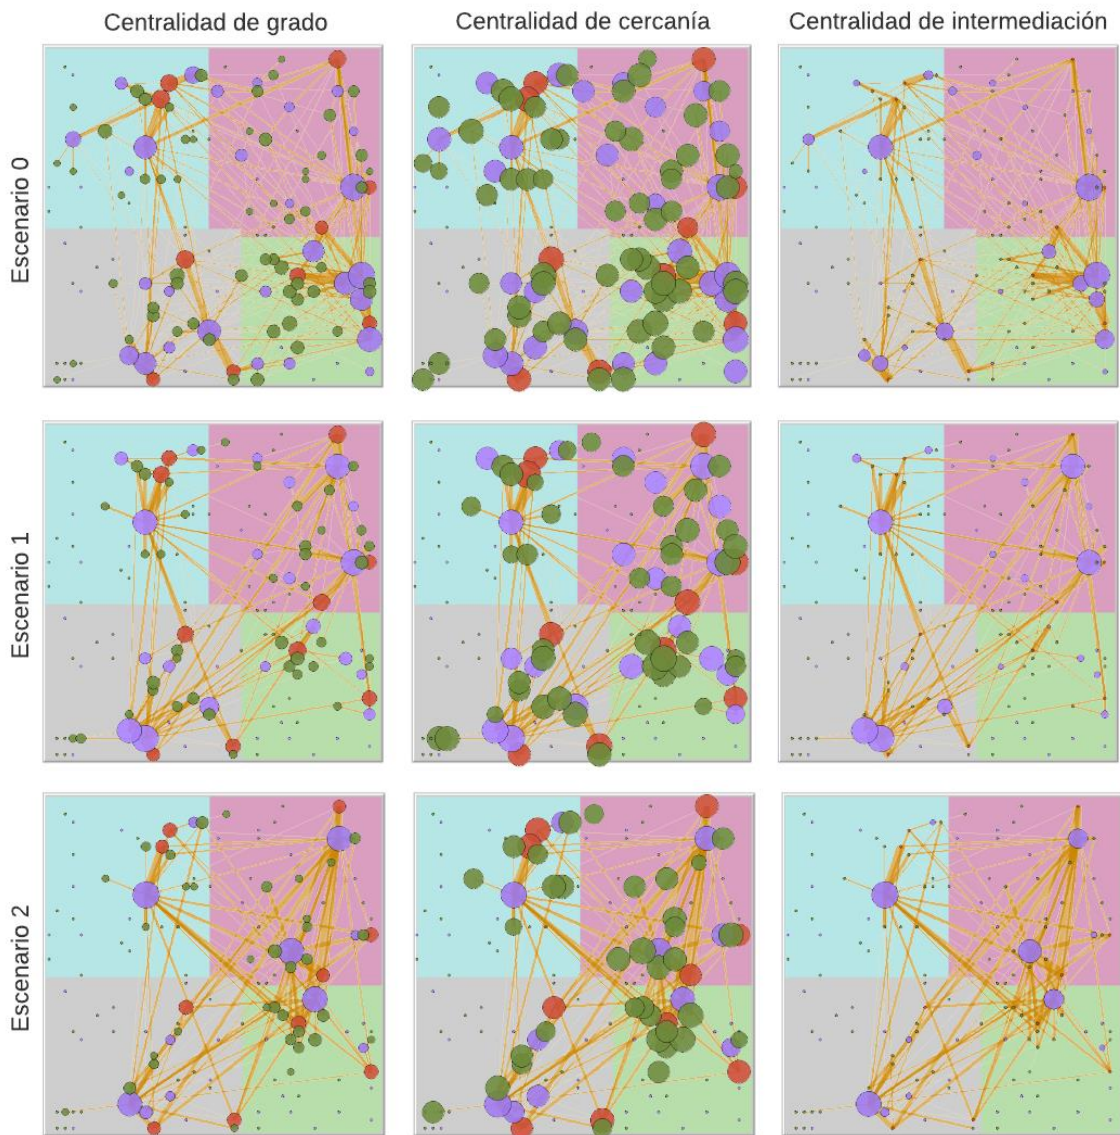 Centralidad de grado
Centralidad de cercanía
Centralidad de intermediación
Escenario 0
Escenario 1
Escenario 2